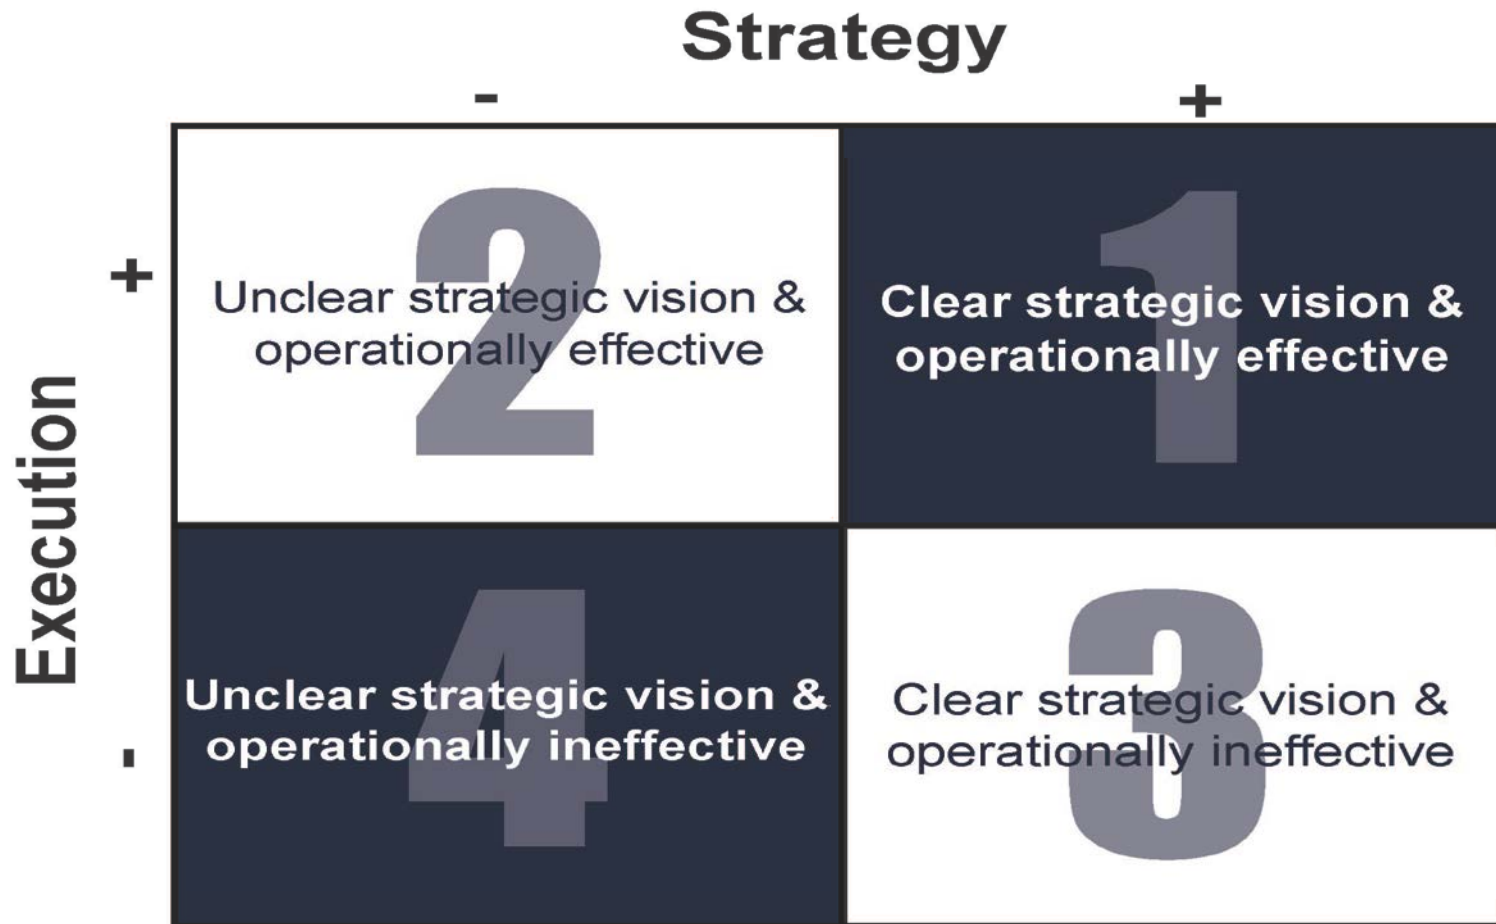 Strategy
- +
+
2
Unclear strategic vision &
operationally effective
1
Clear strategic vision &
operationally effective
Execution
-
4
Unclear strategic vision &
operationally ineffective
3
Clear strategic vision &
operationally ineffective